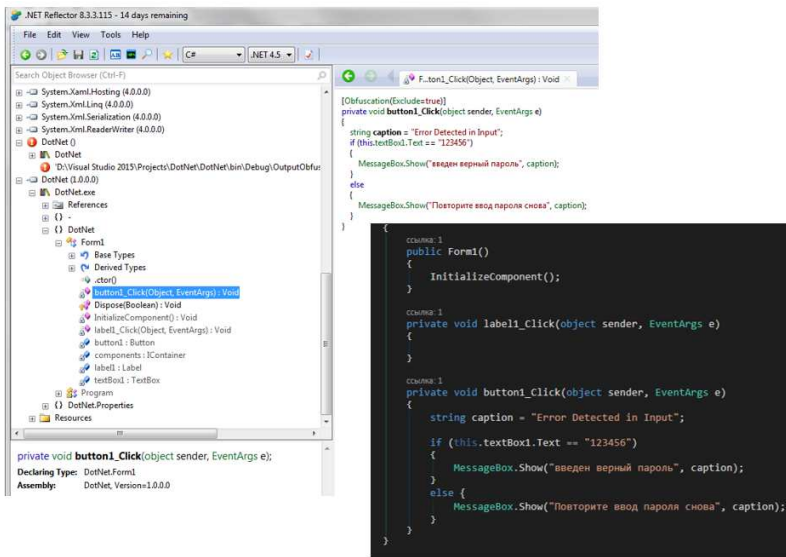 .NET Reflector 8.3.3.115 - 14 days remaining
File Edit View Tools Help
C# .NET 4.5
Search Object Browser (Ctrl-F)
System.Xaml.Hosting (4.0.0.0)
System.Xml.Linq (4.0.0.0)
System.Xml.Serialization (4.0.0.0)
System.Xml.ReaderWriter (4.0.0.0)
DotNet ()
DotNet
'D:\Visual Studio 2015\Projects\DotNet\DotNet\bin\Debug\OutputObfus
DotNet (1.0.0.0)
DotNet.exe
References
{ } -
{ } DotNet
Form1
Base Types
Derived Types
.ctor()
button1_Click(Object, EventArgs) : Void
Dispose(Boolean) : Void
InitializeComponent() : Void
label1_Click(Object, EventArgs) : Void
button1 : Button
components : IContainer
label1 : Label
textBox1 : TextBox
Program
{ } DotNet.Properties
Resources
private void button1_Click(object sender, EventArgs e);
Declaring Type: DotNet.Form1
Assembly: DotNet, Version=1.0.0.0
F...ton1_Click(Object, EventArgs) : Void
[Obfuscation(Exclude=true)]
private void button1_Click(object sender, EventArgs e)
{
string caption = "Error Detected in Input";
if (this.textBox1.Text == "123456")
{
MessageBox.Show("введен верный пароль", caption);
}
else
{
MessageBox.Show("Повторите ввод пароля снова", caption);
}
}
{
ссылка: 1
public Form1()
{
InitializeComponent();
}
ссылка: 1
private void label1_Click(object sender, EventArgs e)
{
}
ссылка: 1
private void button1_Click(object sender, EventArgs e)
{
string caption = "Error Detected in Input";
if (this.textBox1.Text == "123456")
{
MessageBox.Show("введен верный пароль", caption);
}
else {
MessageBox.Show("Повторите ввод пароля снова", caption);
}
}
}